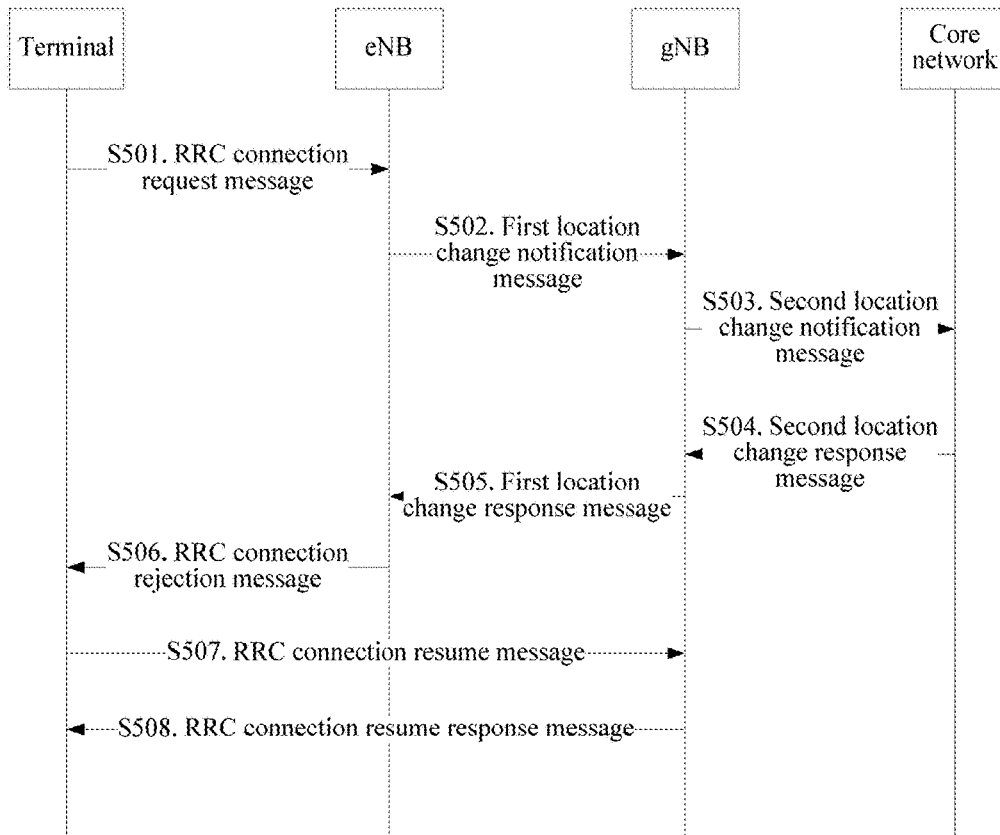 Terminal
eNB
gNB
Core
network
S501. RRC connection
request message
S502. First location
change notification
message
S503. Second location
change notification
message
S504. Second location
change response
message
S505. First location
change response message
S506. RRC connection
rejection message
S507. RRC connection resume message
S508. RRC connection resume response message